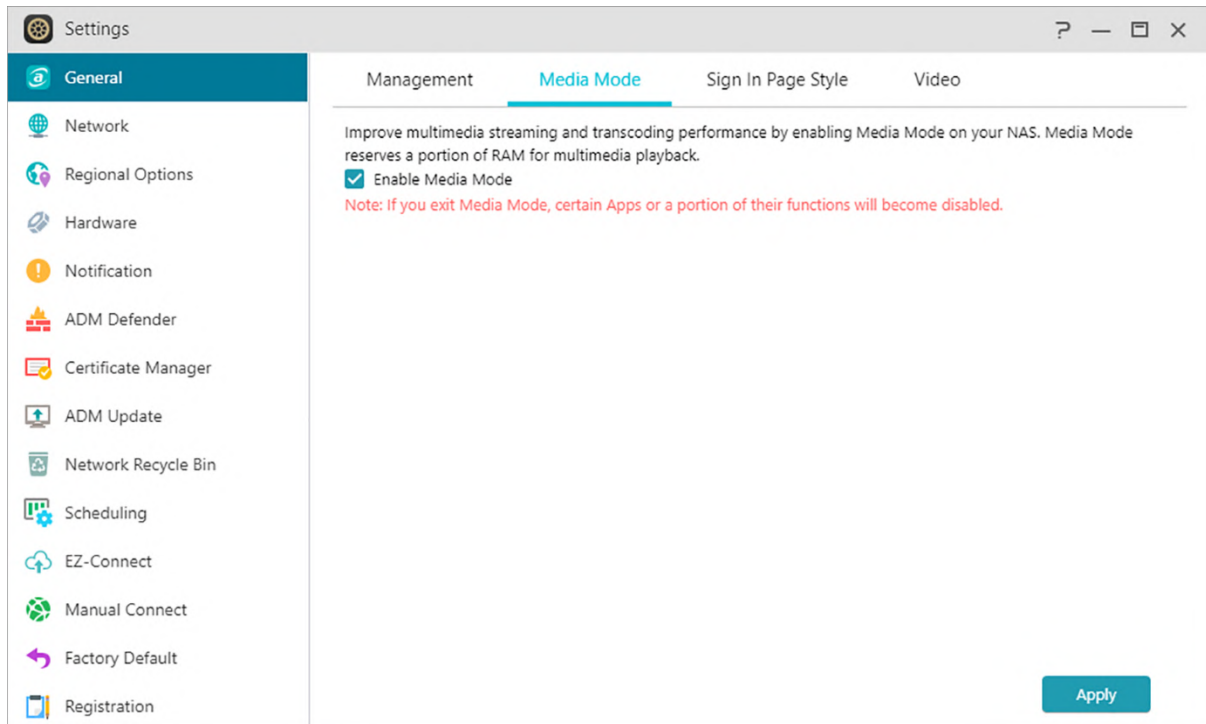 Settings
General
Network
Regional Options
Hardware
Notification
ADM Defender
Certificate Manager
ADM Update
Network Recycle Bin
Scheduling
EZ-Connect
Manual Connect
Factory Default
Registration
Management
Media Mode
Sign In Page Style
Video
Improve multimedia streaming and transcoding performance by enabling Media Mode on your NAS. Media Mode
reserves a portion of RAM for multimedia playback.
Enable Media Mode
Note: If you exit Media Mode, certain Apps or a portion of their functions will become disabled.
Apply